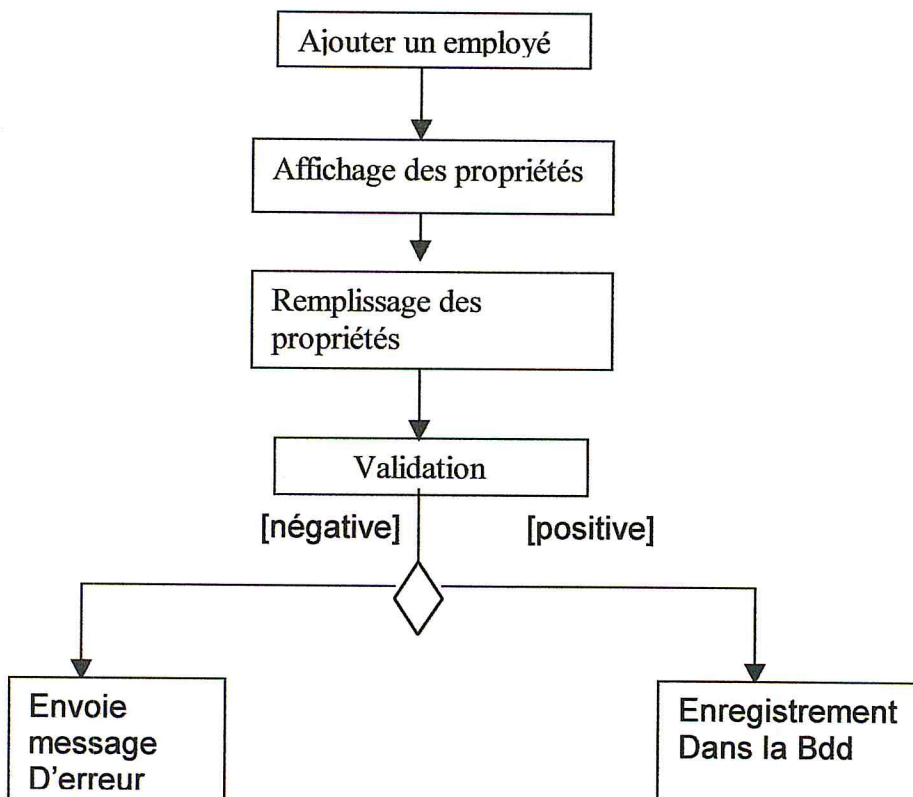 Ajouter un employé
Affichage des propriétés
Remplissage des
propriétés
Validation
[négative] [positive]
Envoie
message
D'erreur
Enregistrement
Dans la Bdd